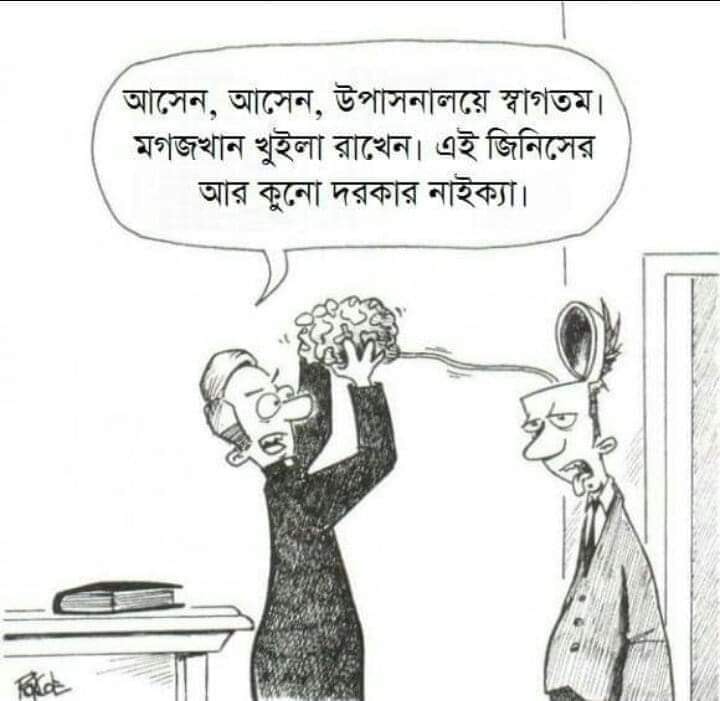 আসেন, আসেন, উপাসনালয়ে স্বাগতম।
মগজখান খুইলা রাখেন। এই জিনিসের
আর কুনো দরকার নাইক্যা।